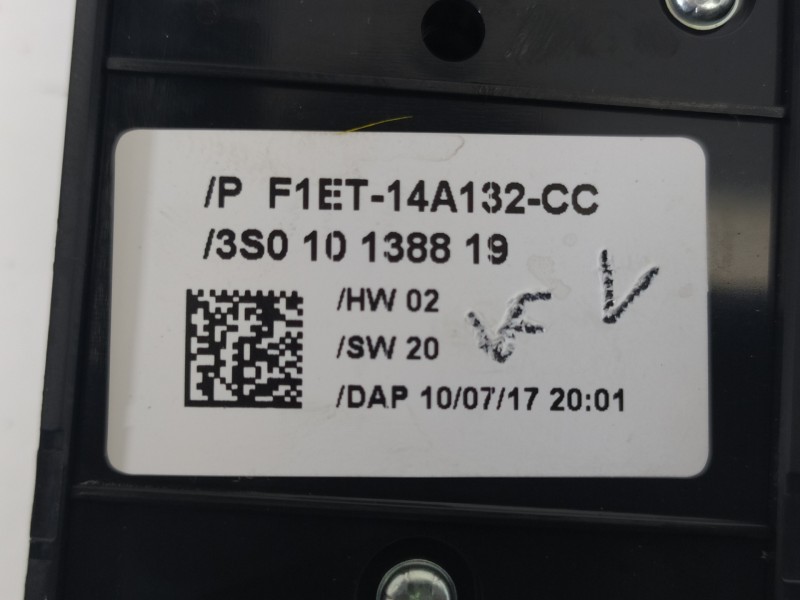 /P F1ET-14A132-CC
/3S0 10 1388 19
/HW 02
/SW 20
/DAP 10/07/17 20:01